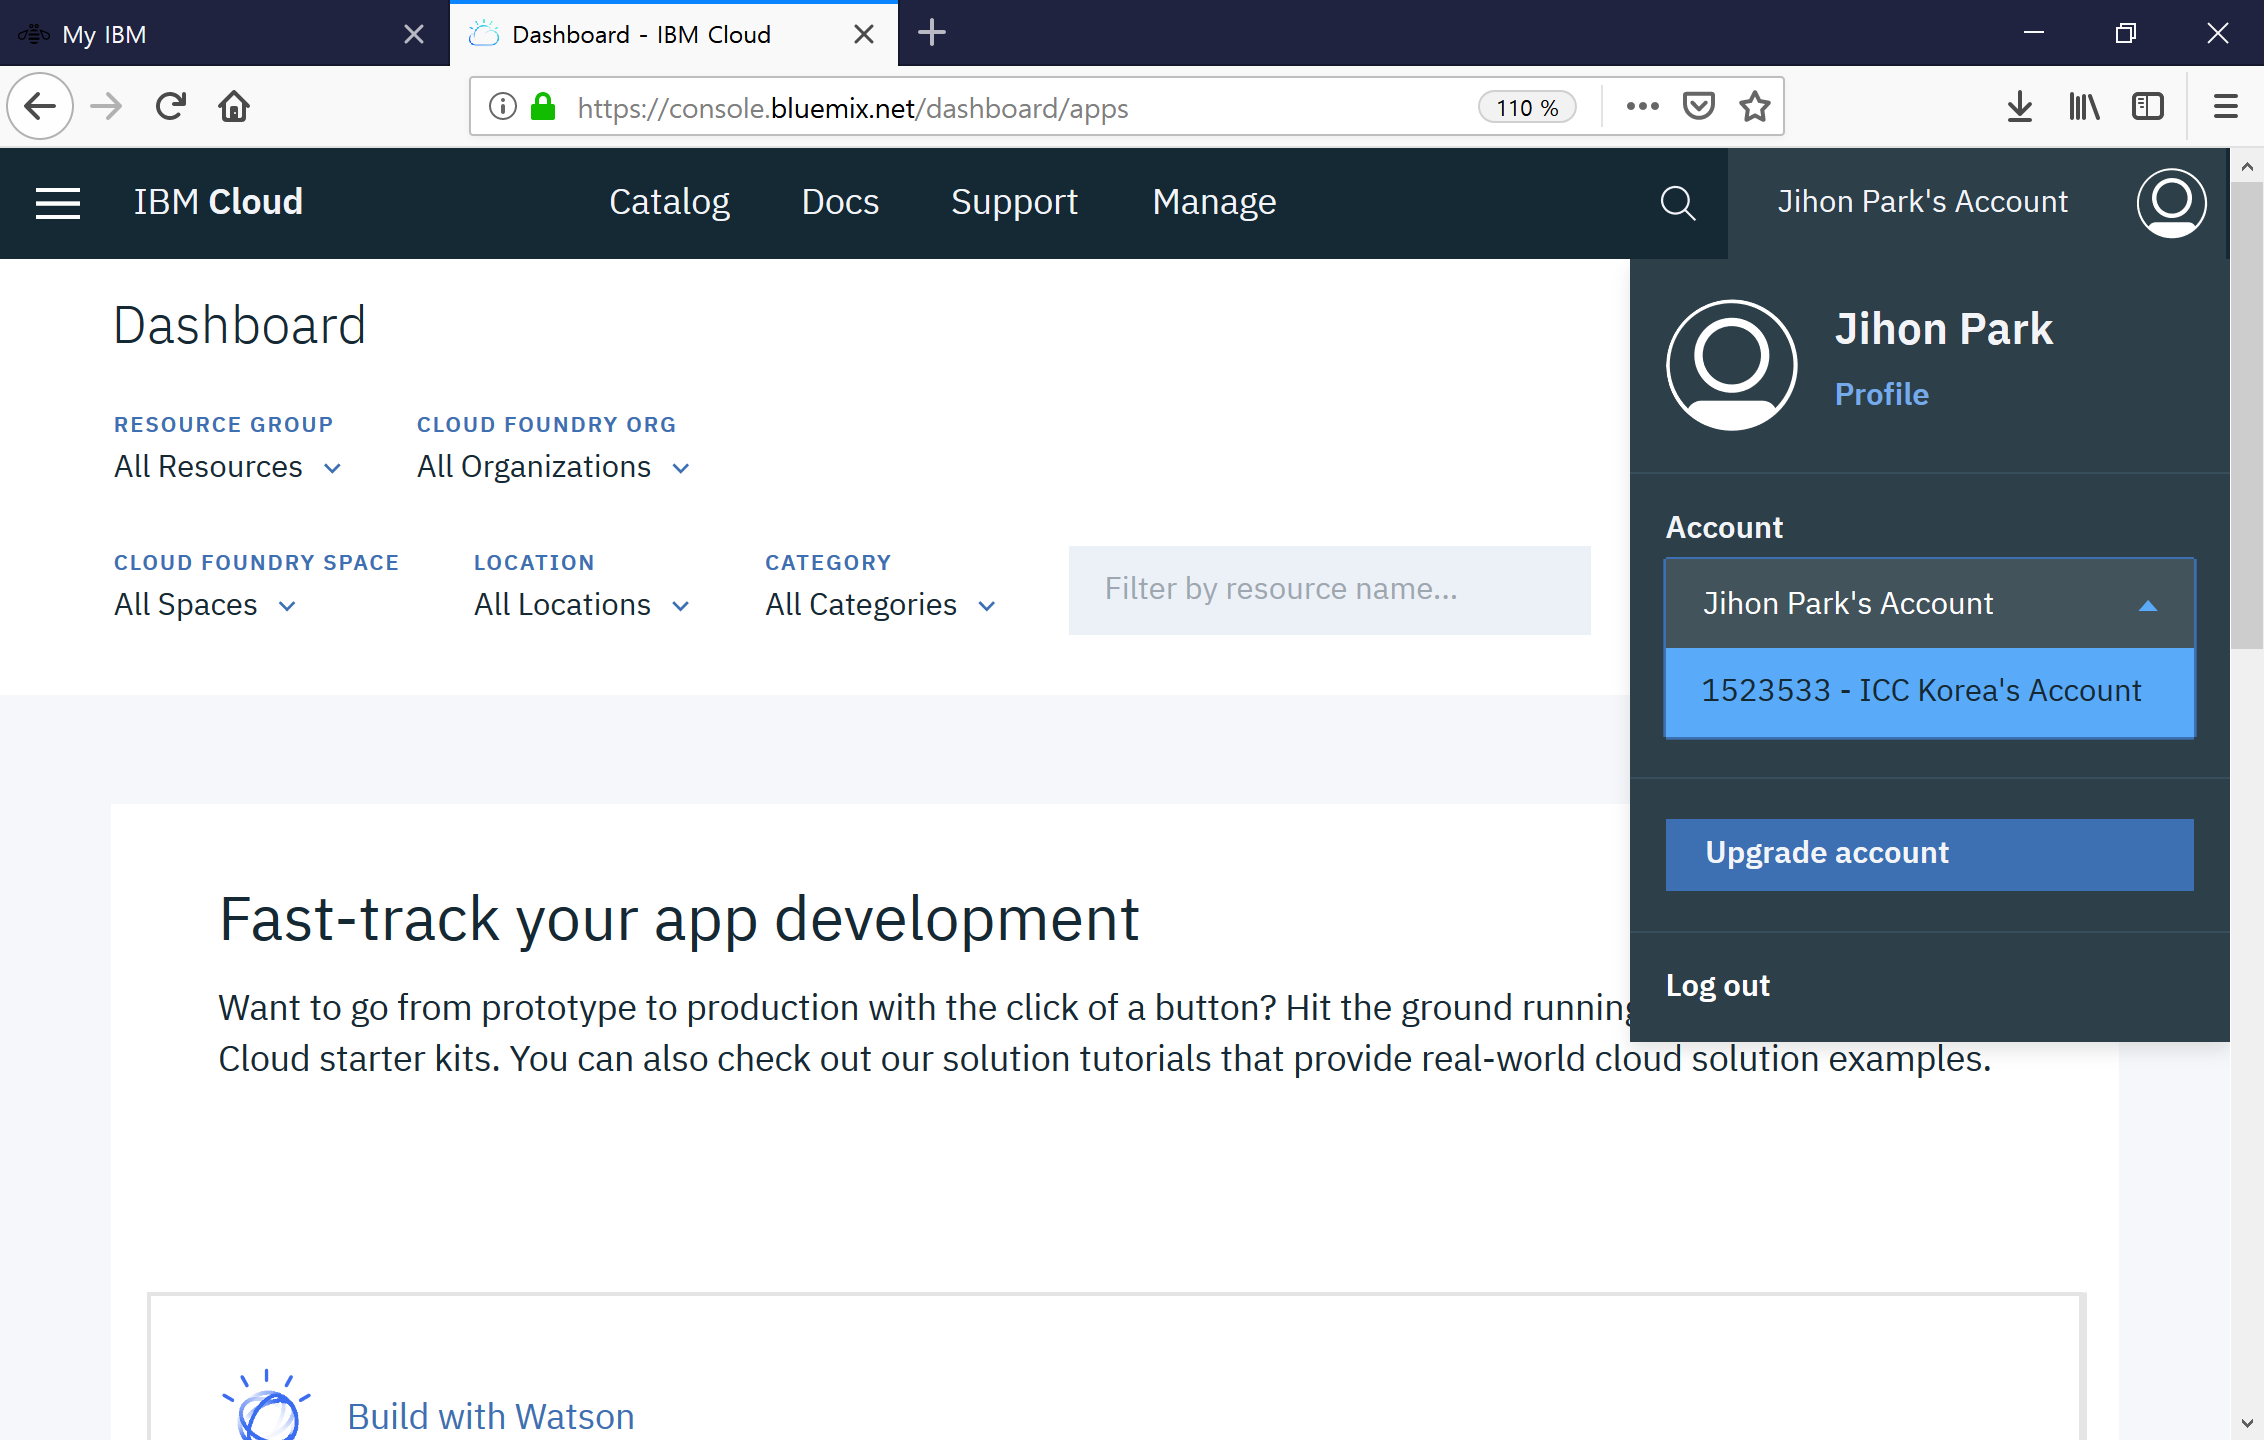 My IBM
Dashboard - IBM Cloud
https://console.bluemix.net/dashboard/apps
110 %
IBM Cloud
Catalog
Docs
Support
Manage
Jihon Park's Account
Dashboard
RESOURCE GROUP
All Resources
CLOUD FOUNDRY ORG
All Organizations
CLOUD FOUNDRY SPACE
All Spaces
LOCATION
All Locations
CATEGORY
All Categories
Filter by resource name...
Jihon Park
Profile
Account
Jihon Park's Account
1523533 - ICC Korea's Account
Upgrade account
Log out
Fast-track your app development
Want to go from prototype to production with the click of a button? Hit the ground running
Cloud starter kits. You can also check out our solution tutorials that provide real-world cloud solution examples.
Build with Watson